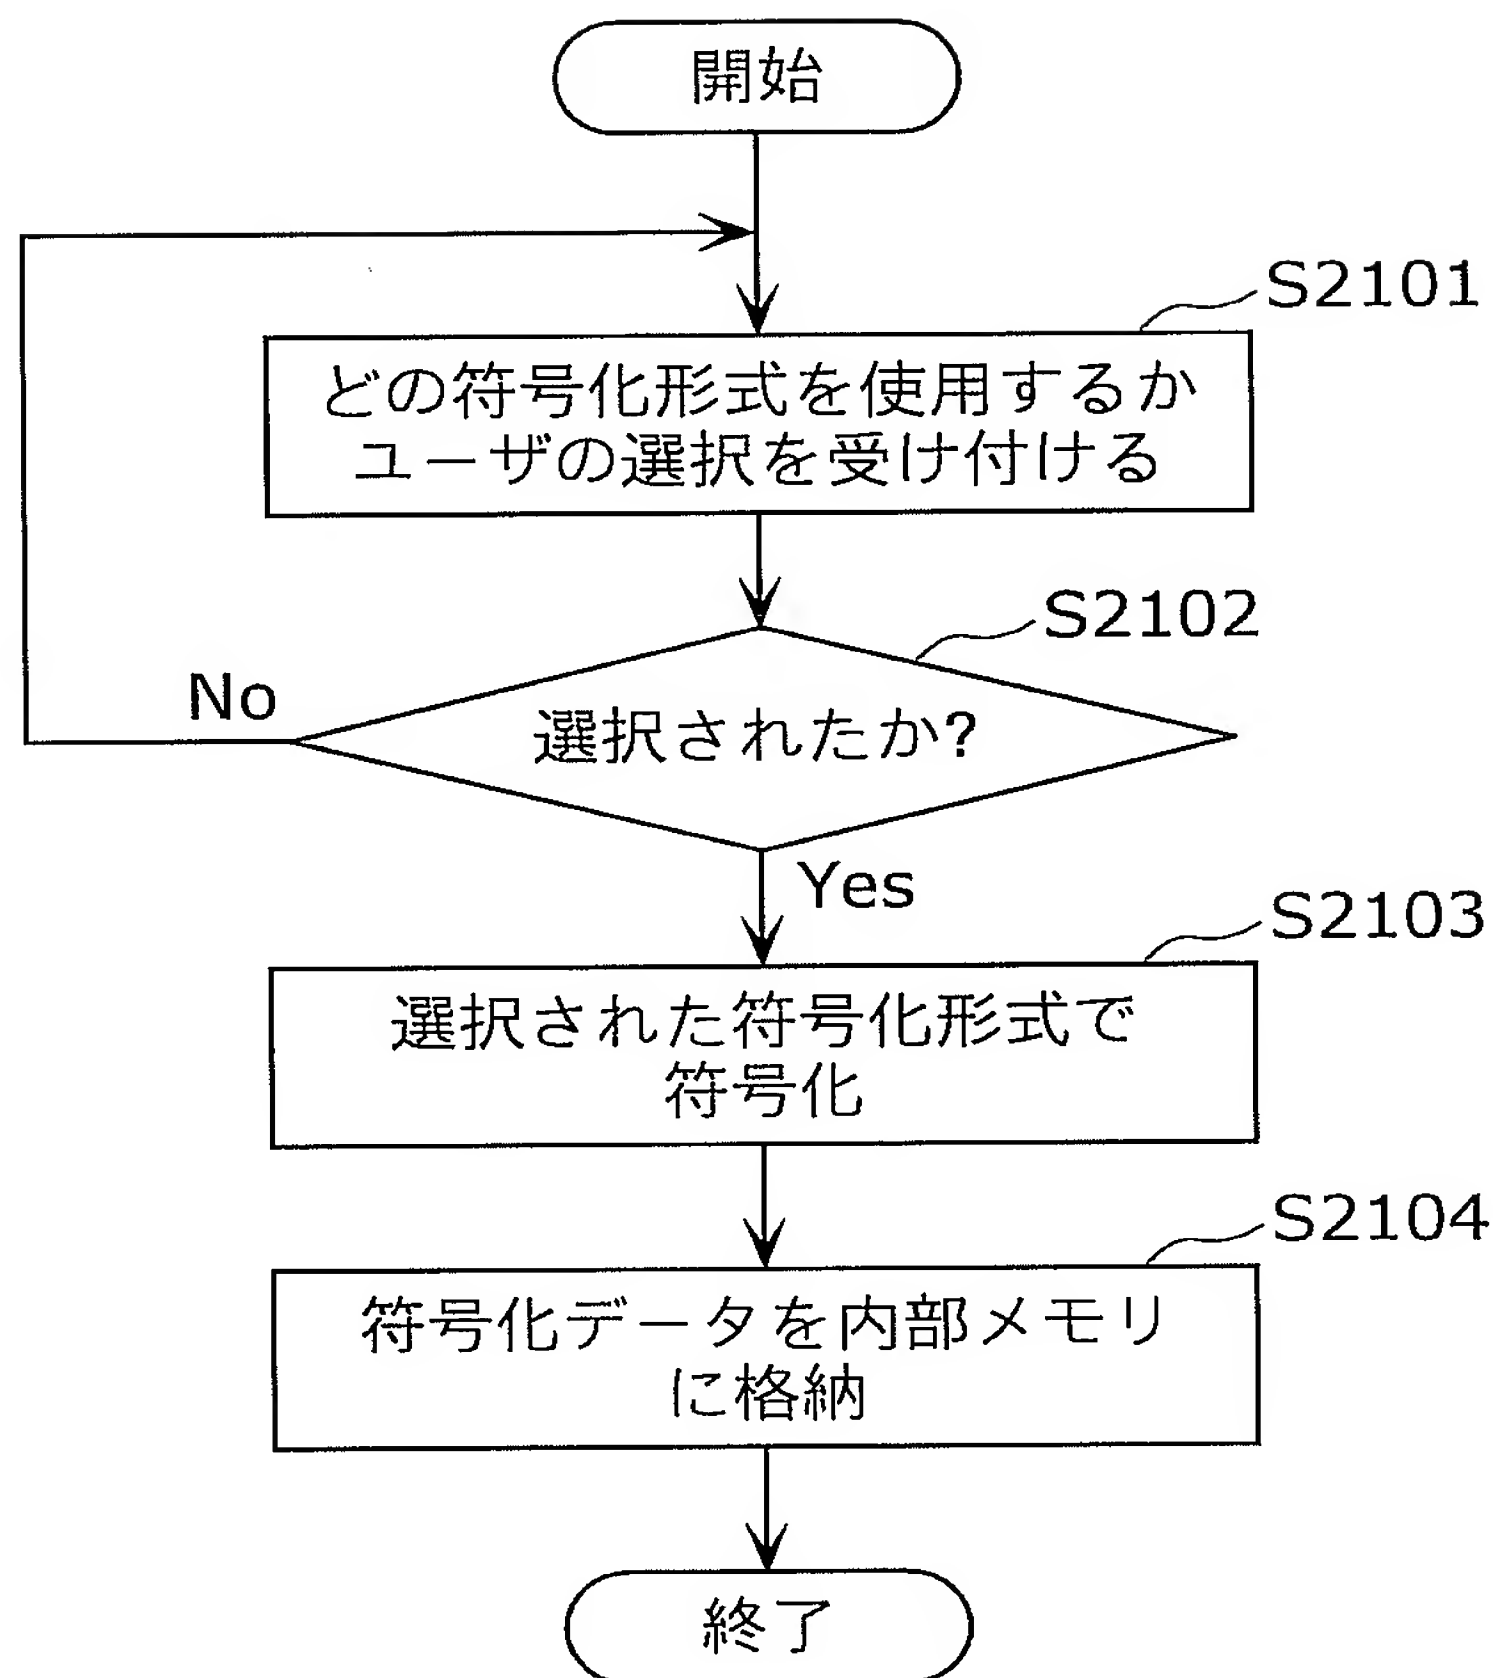 開始
S2101
どの符号化形式を使用するか
ユーザの選択を受け付ける
S2102
No
選択されたか?
Yes
S2103
選択された符号化形式で
符号化
S2104
符号化データを内部メモリ
に格納
終了